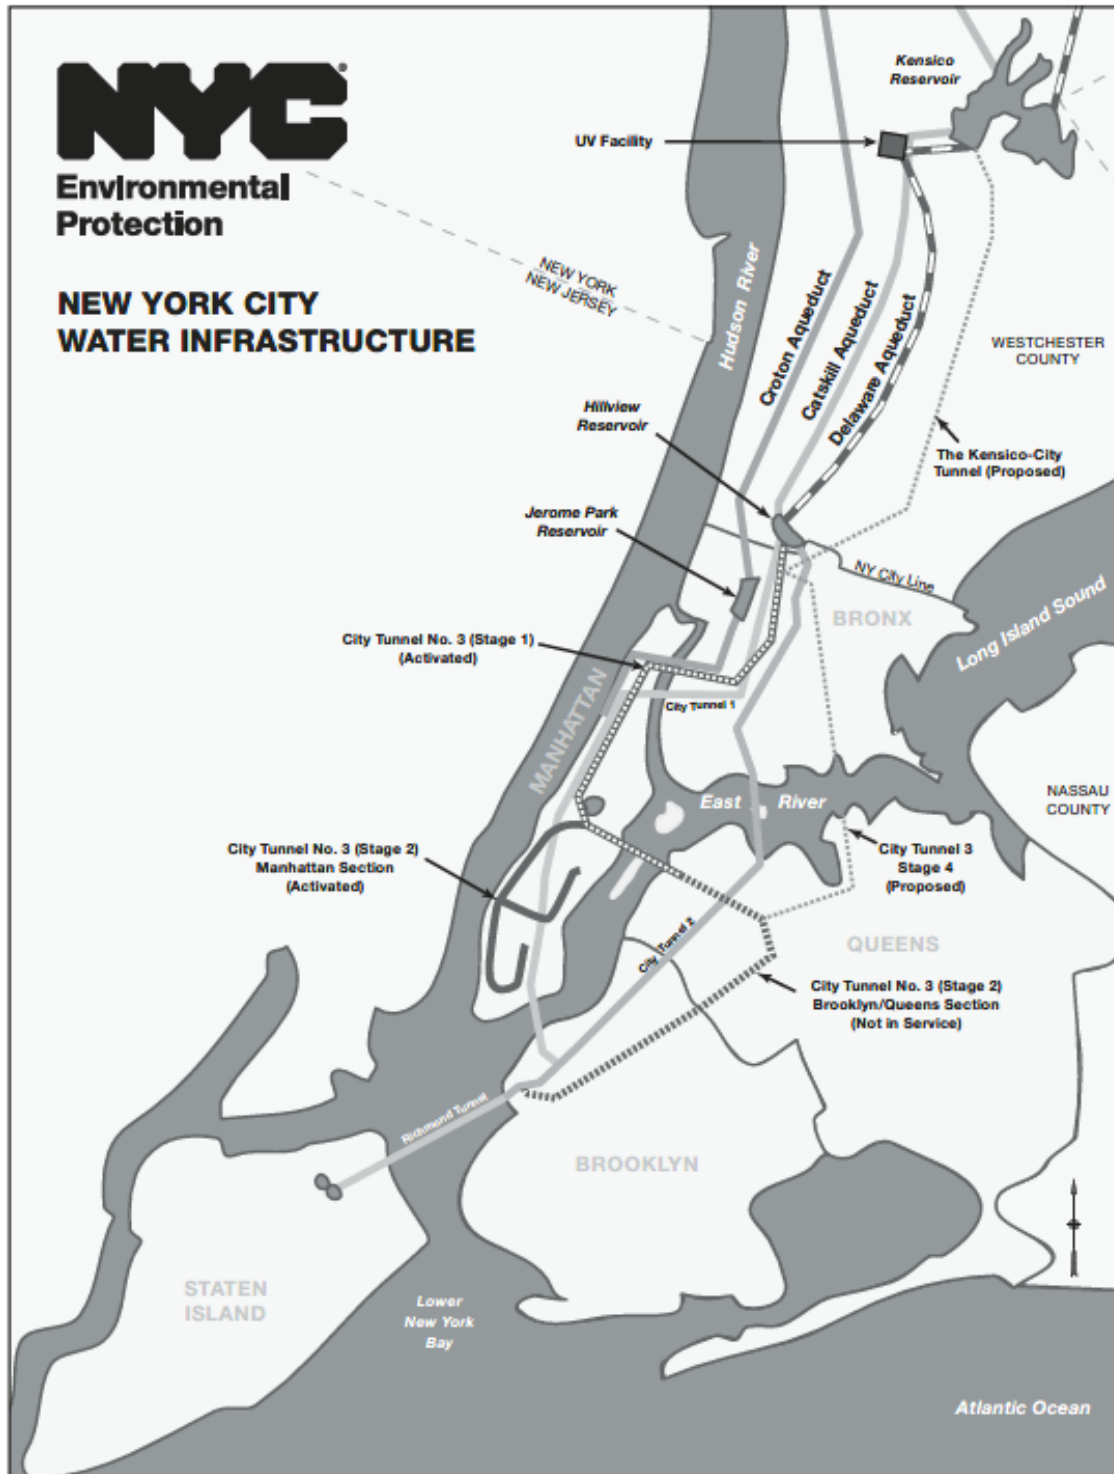 NYC®
Environmental
Protection
NEW YORK CITY
WATER INFRASTRUCTURE
Kensico
Reservoir
UV Facility
NEW YORK
NEW JERSEY
Hudson River
Croton Aqueduct
Catskill Aqueduct
Delaware Aqueduct
WESTCHESTER
COUNTY
Hillview
Reservoir
The Kensico-City
Tunnel (Proposed)
Jerome Park
Reservoir
NY City Line
BRONX
Long Island Sound
City Tunnel No. 3 (Stage 1)
(Activated)
MANHATTAN
City Tunnel 1
East River
NASSAU
COUNTY
City Tunnel No. 3 (Stage 2)
Manhattan Section
(Activated)
City Tunnel 3
Stage 4
(Proposed)
City Tunnel 2
QUEENS
City Tunnel No. 3 (Stage 2)
Brooklyn/Queens Section
(Not in Service)
Richmond Tunnel
BROOKLYN
STATEN
ISLAND
Lower
New York
Bay
Atlantic Ocean